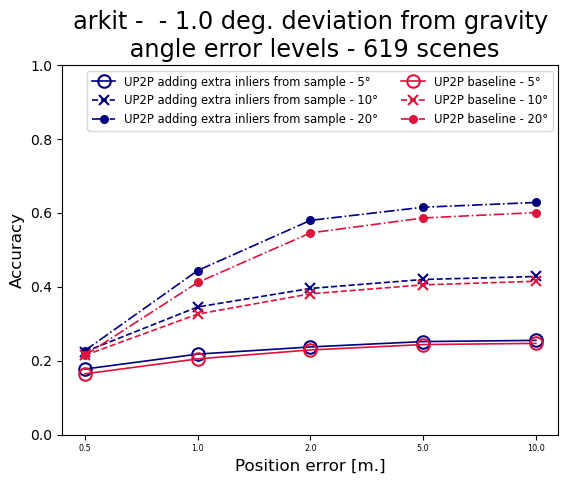 arkit -  - 1.0 deg. deviation from gravity
angle error levels - 619 scenes
UP2P adding extra inliers from sample - 5°
UP2P adding extra inliers from sample - 10°
UP2P adding extra inliers from sample - 20°
UP2P baseline - 5°
UP2P baseline - 10°
UP2P baseline - 20°
Accuracy
1.0
0.8
0.6
0.4
0.2
0.0
0.5 1.0 2.0 5.0 10.0
Position error [m.]